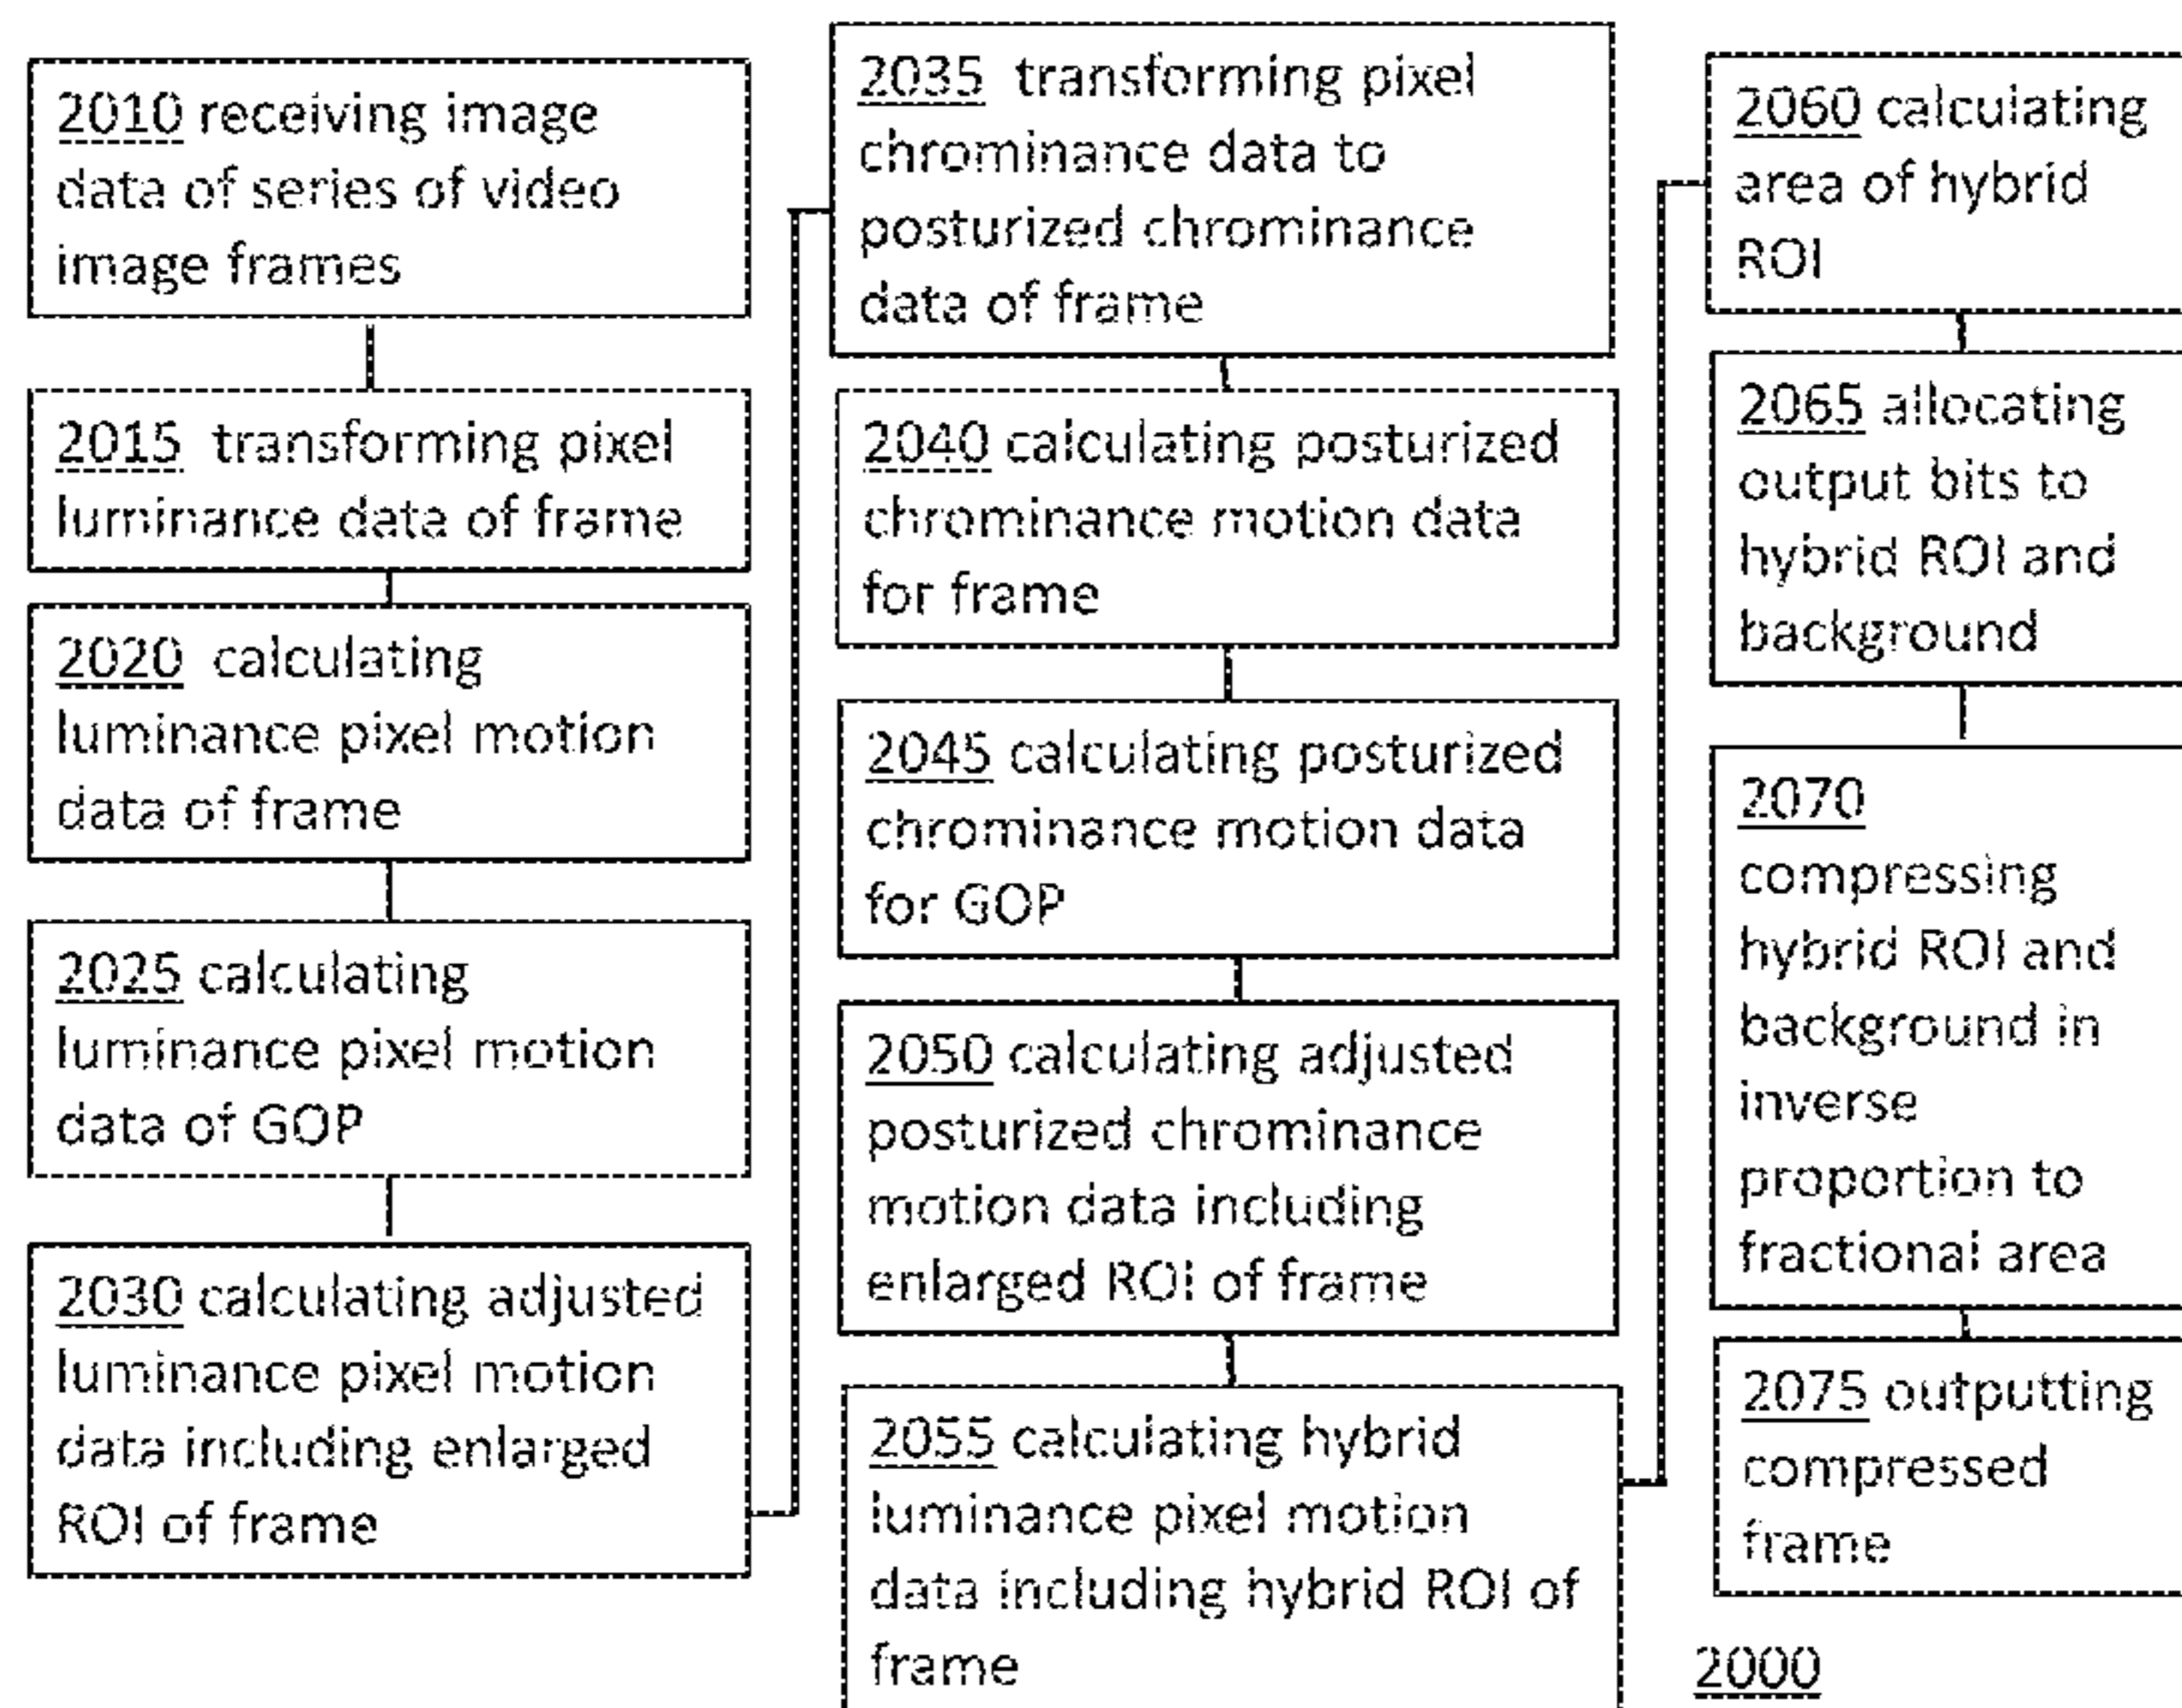 2010 receiving image
data of series of video
image frames
2015 transforming pixel
luminance data of frame
2020 calculating
luminance pixel motion
data of frame
2025 calculating
luminance pixel motion
data of GOP
2030 calculating adjusted
luminance pixel motion
data including enlarged
ROI of frame
2035 transforming pixel
chrominance data to
posturized chrominance
data of frame
2040 calculating posturized
chrominance motion data
for frame
2045 calculating posturized
chrominance motion data
for GOP
2050 calculating adjusted
posturized chrominance
motion data including
enlarged ROI of frame
2055 calculating hybrid
luminance pixel motion
data including hybrid ROI of
frame
2060 calculating
area of hybrid
ROI
2065 allocating
output bits to
hybrid ROI and
background
2070
compressing
hybrid ROI and
background in
inverse
proportion to
fractional area
2075 outputting
compressed
frame
2000